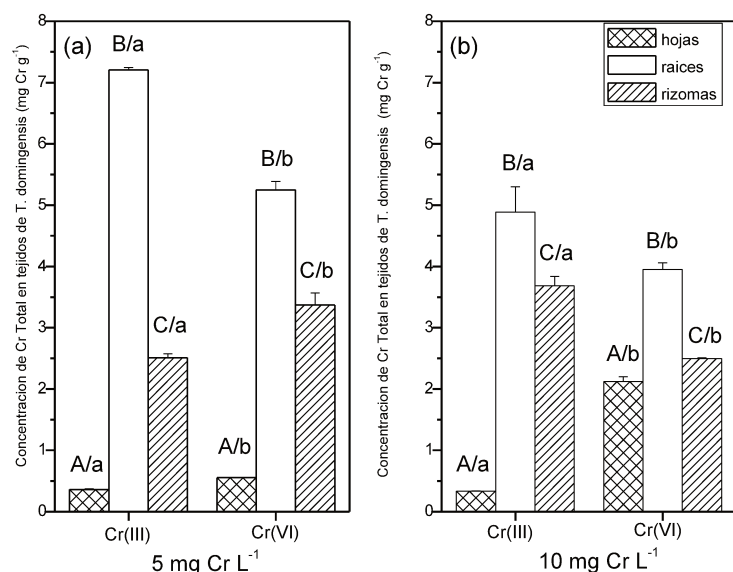 Concentracion de Cr Total en tejidos de T. domingensis (mg Cr g⁻¹)
(a)
8
7
6
5
4
3
2
1
0
B/a
B/b
C/b
C/a
A/b
A/a
Cr(III)
Cr(VI)
5 mg Cr L⁻¹
Concentracion de Cr Total en tejidos de T. domingensis (mg Cr g⁻¹)
(b)
hojas
raices
rizomas
8
7
6
5
4
3
2
1
0
B/a
C/a
B/b
A/b
C/b
A/a
Cr(III)
Cr(VI)
10 mg Cr L⁻¹